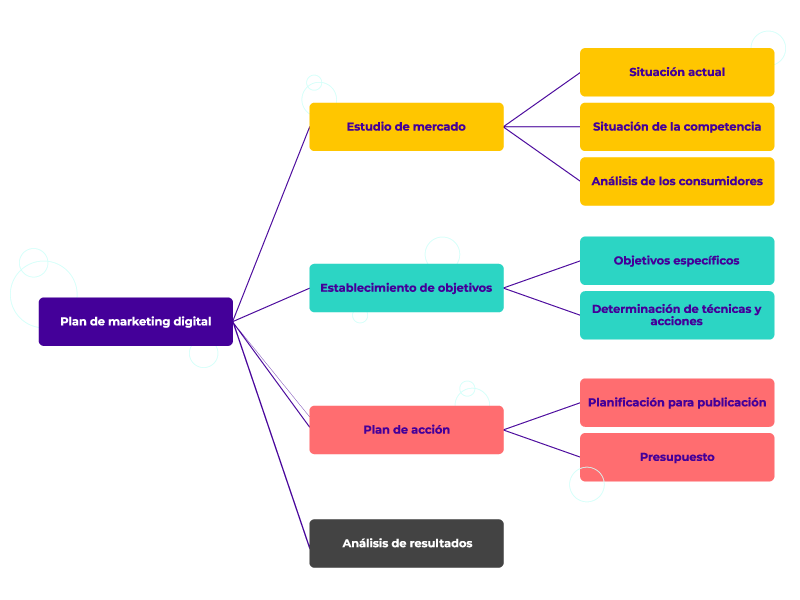 Plan de marketing digital
Estudio de mercado
Situación actual
Situación de la competencia
Análisis de los consumidores
Establecimiento de objetivos
Objetivos específicos
Determinación de técnicas y
acciones
Plan de acción
Planificación para publicación
Presupuesto
Análisis de resultados